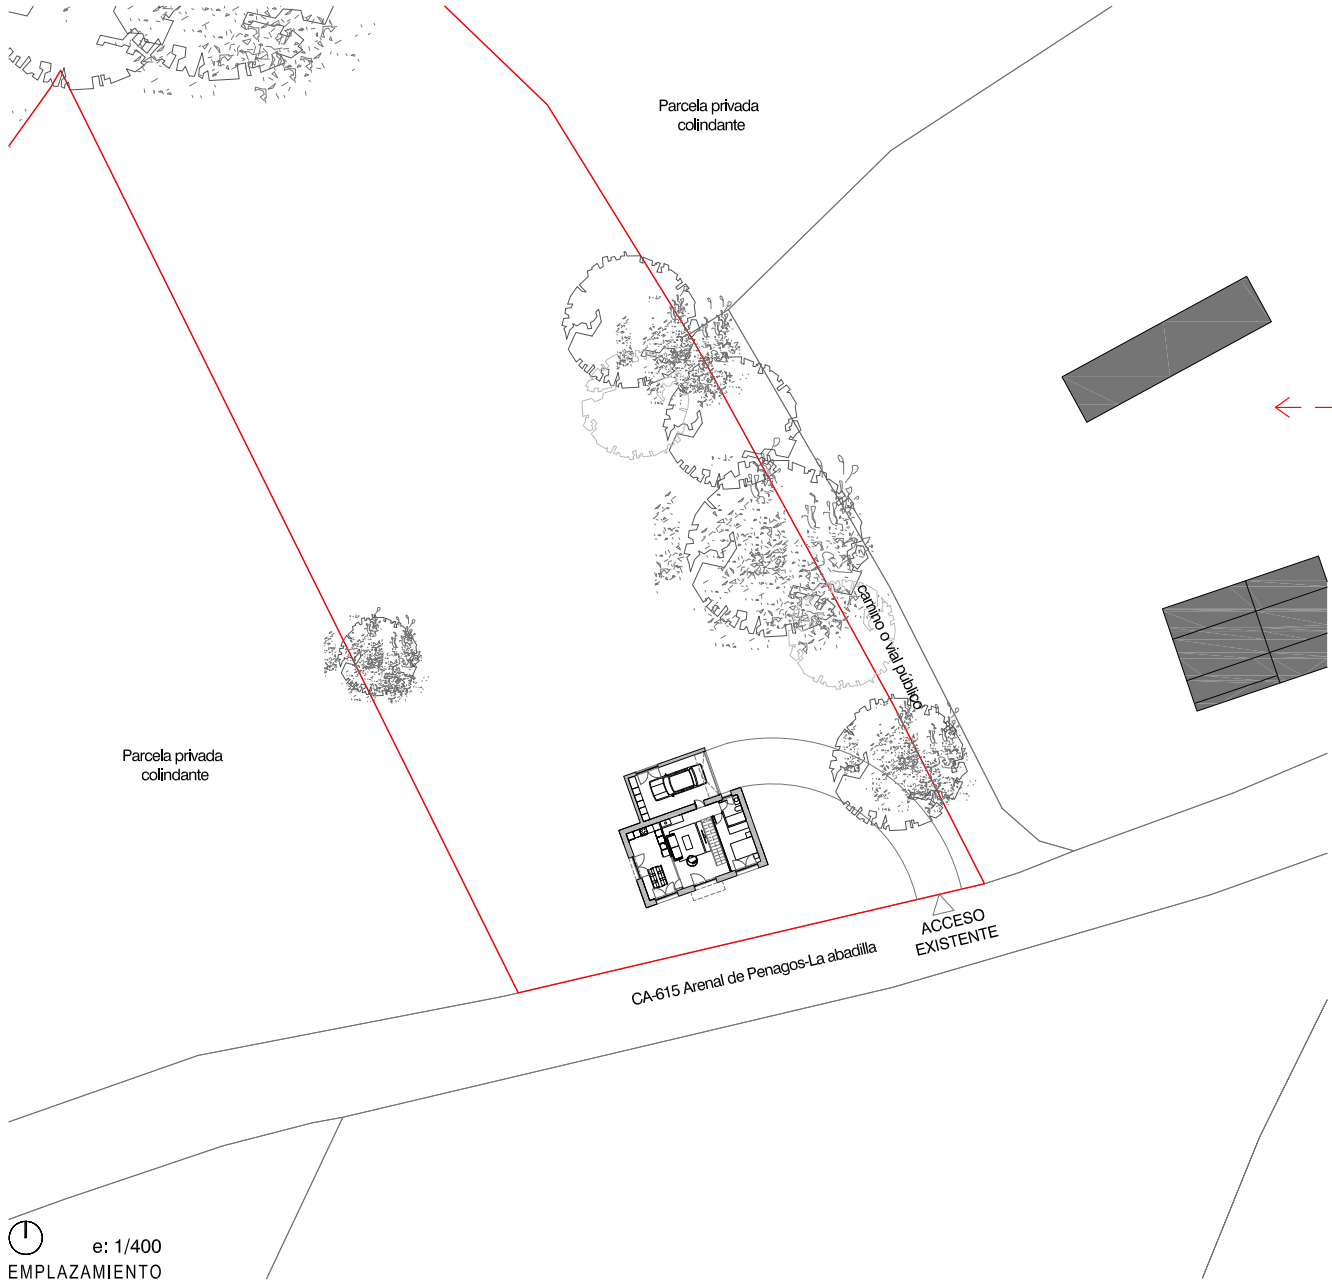 Parcela privada
colindante
camino o vial público
Parcela privada
colindante
ACCESO
EXISTENTE
CA-615 Arenal de Penagos-La abadilla
e: 1/400
EMPLAZAMIENTO